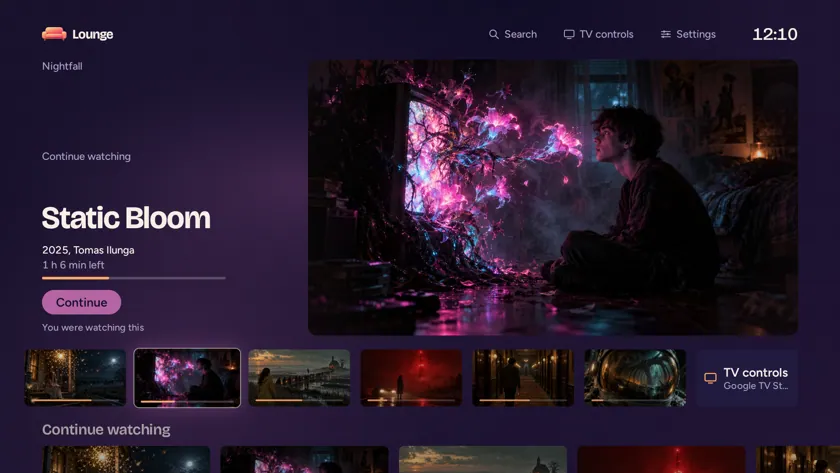 Lounge
Search
TV controls
Settings
12:10
Nightfall
Continue watching
Static Bloom
2025, Tomas Ilunga
1 h 6 min left
Continue
You were watching this
TV controls
Google TV St...
Continue watching